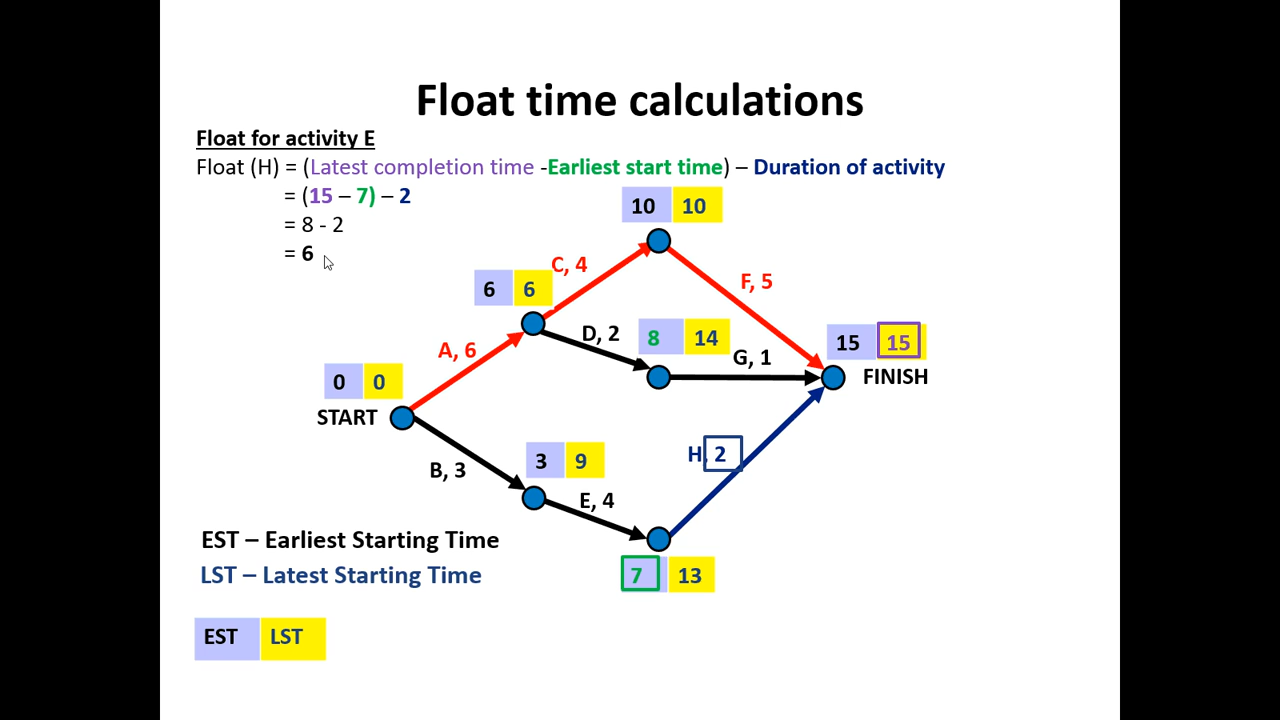 Float time calculations
Float for activity E
Float (H) = (Latest completion time -Earliest start time) – Duration of activity
= (15 – 7) – 2
= 8 - 2
= 6
10 10
C, 4
6 6
F, 5
D, 2
8 14
15 15
A, 6
G, 1
FINISH
0 0
START
H, 2
B, 3
3 9
E, 4
EST – Earliest Starting Time
LST – Latest Starting Time
7 13
EST LST